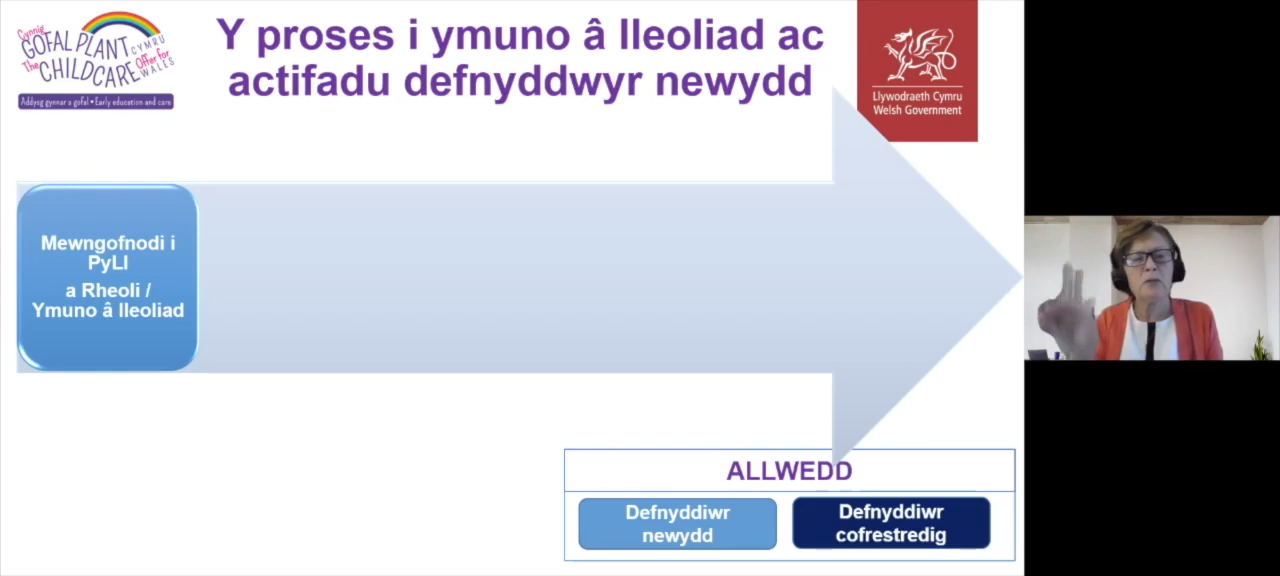 Cynnig
GOFAL PLANT
CYMRU
The
CHILDCARE
Offer for
WALES
Addysg gynnar a gofal • Early education and care
Y proses i ymuno â lleoliad ac
actifadu defnyddwyr newydd
Llywodraeth Cymru
Welsh Government
Mewngofnodi i
PyLl
a Rheoli /
Ymuno â lleoliad
ALLWEDD
Defnyddiwr
newydd
Defnyddiwr
cofrestredig